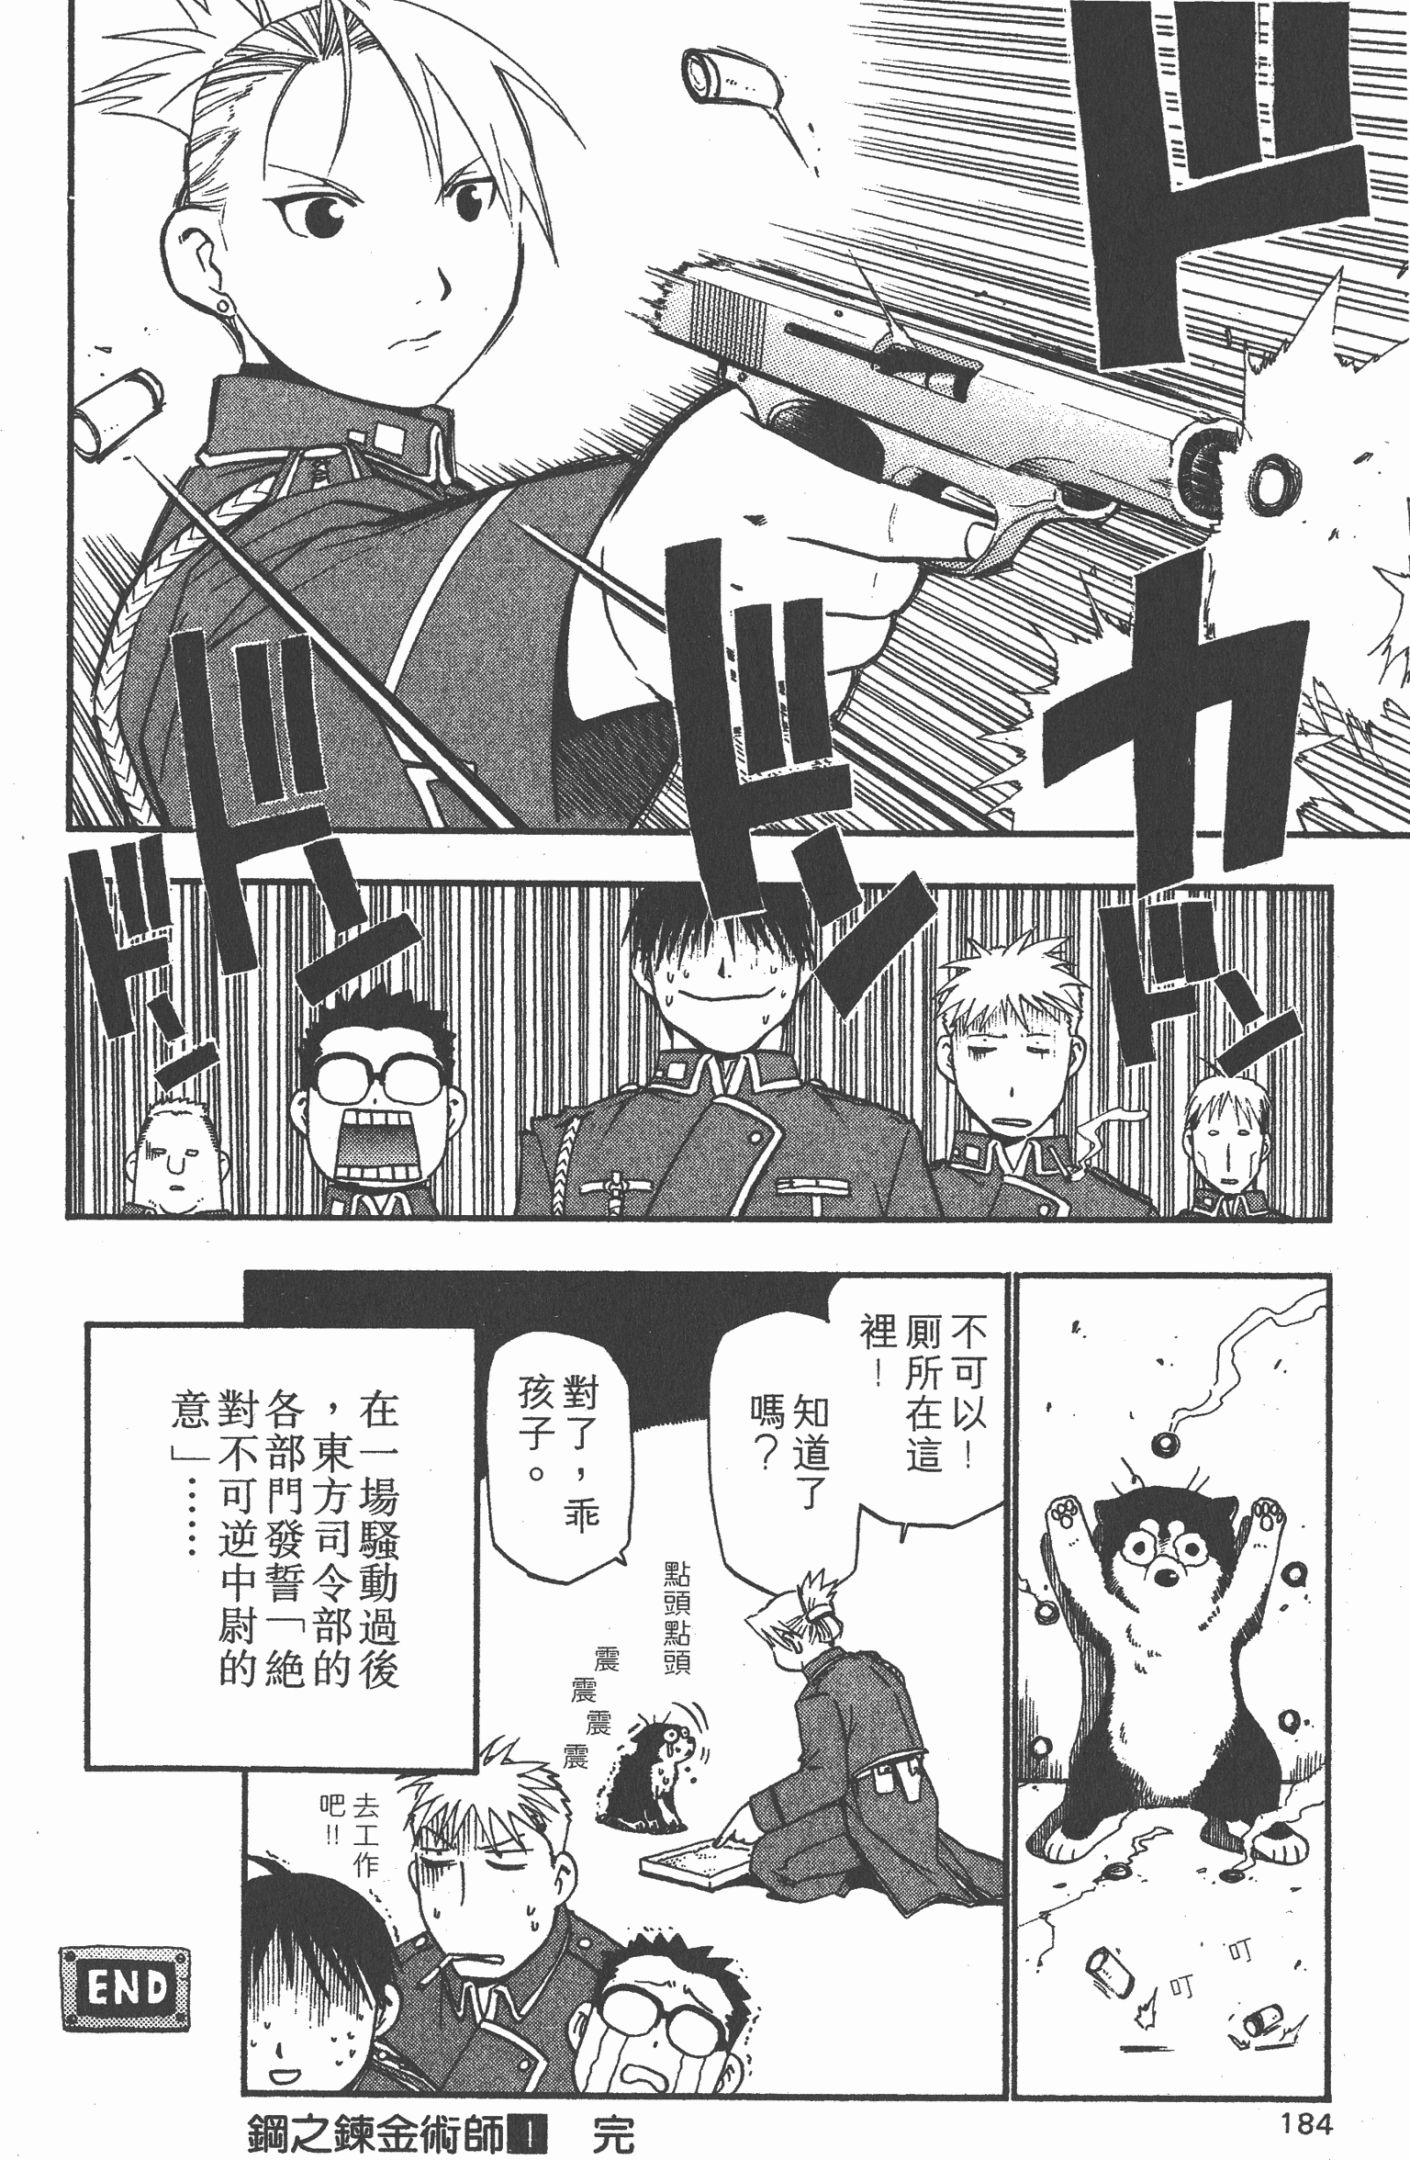 ドカ
ドドン
ドドン
ドン
ドン
不可以！
廁所在這
裡！
知道了
嗎？
對了，乖
孩子。
點頭點頭
震
震
震
震
叮
叮
去工作
吧!!
在一場騷動過後
，東方司令部的
各部門發誓「絕
對不可逆中尉的
意」……
END
鋼之鍊金術師1 完
184